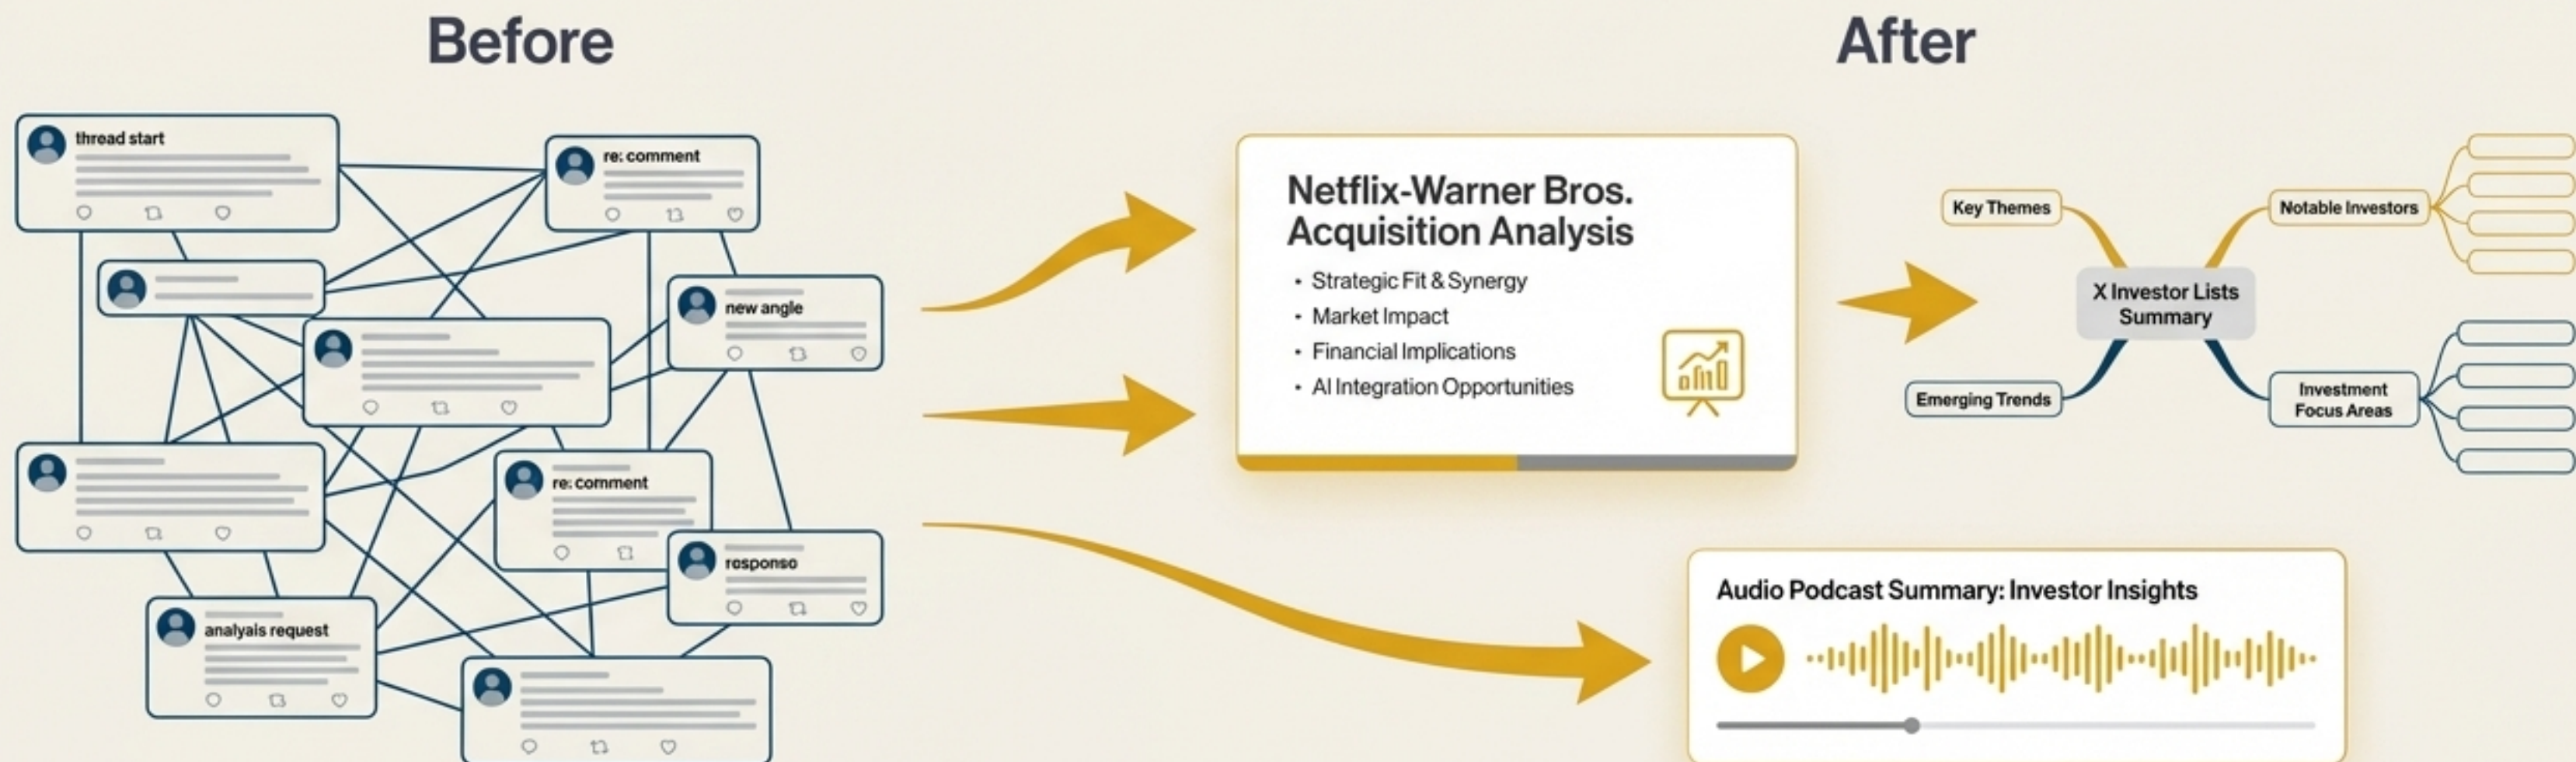 Before
After
thread start
re: comment
new angle
re: comment
rosponso
analyais request
Netflix-Warner Bros.
Acquisition Analysis
• Strategic Fit & Synergy
• Market Impact
• Financial Implications
• AI Integration Opportunities
Key Themes
Notable Investors
X Investor Lists
Summary
Emerging Trends
Investment
Focus Areas
Audio Podcast Summary: Investor Insights